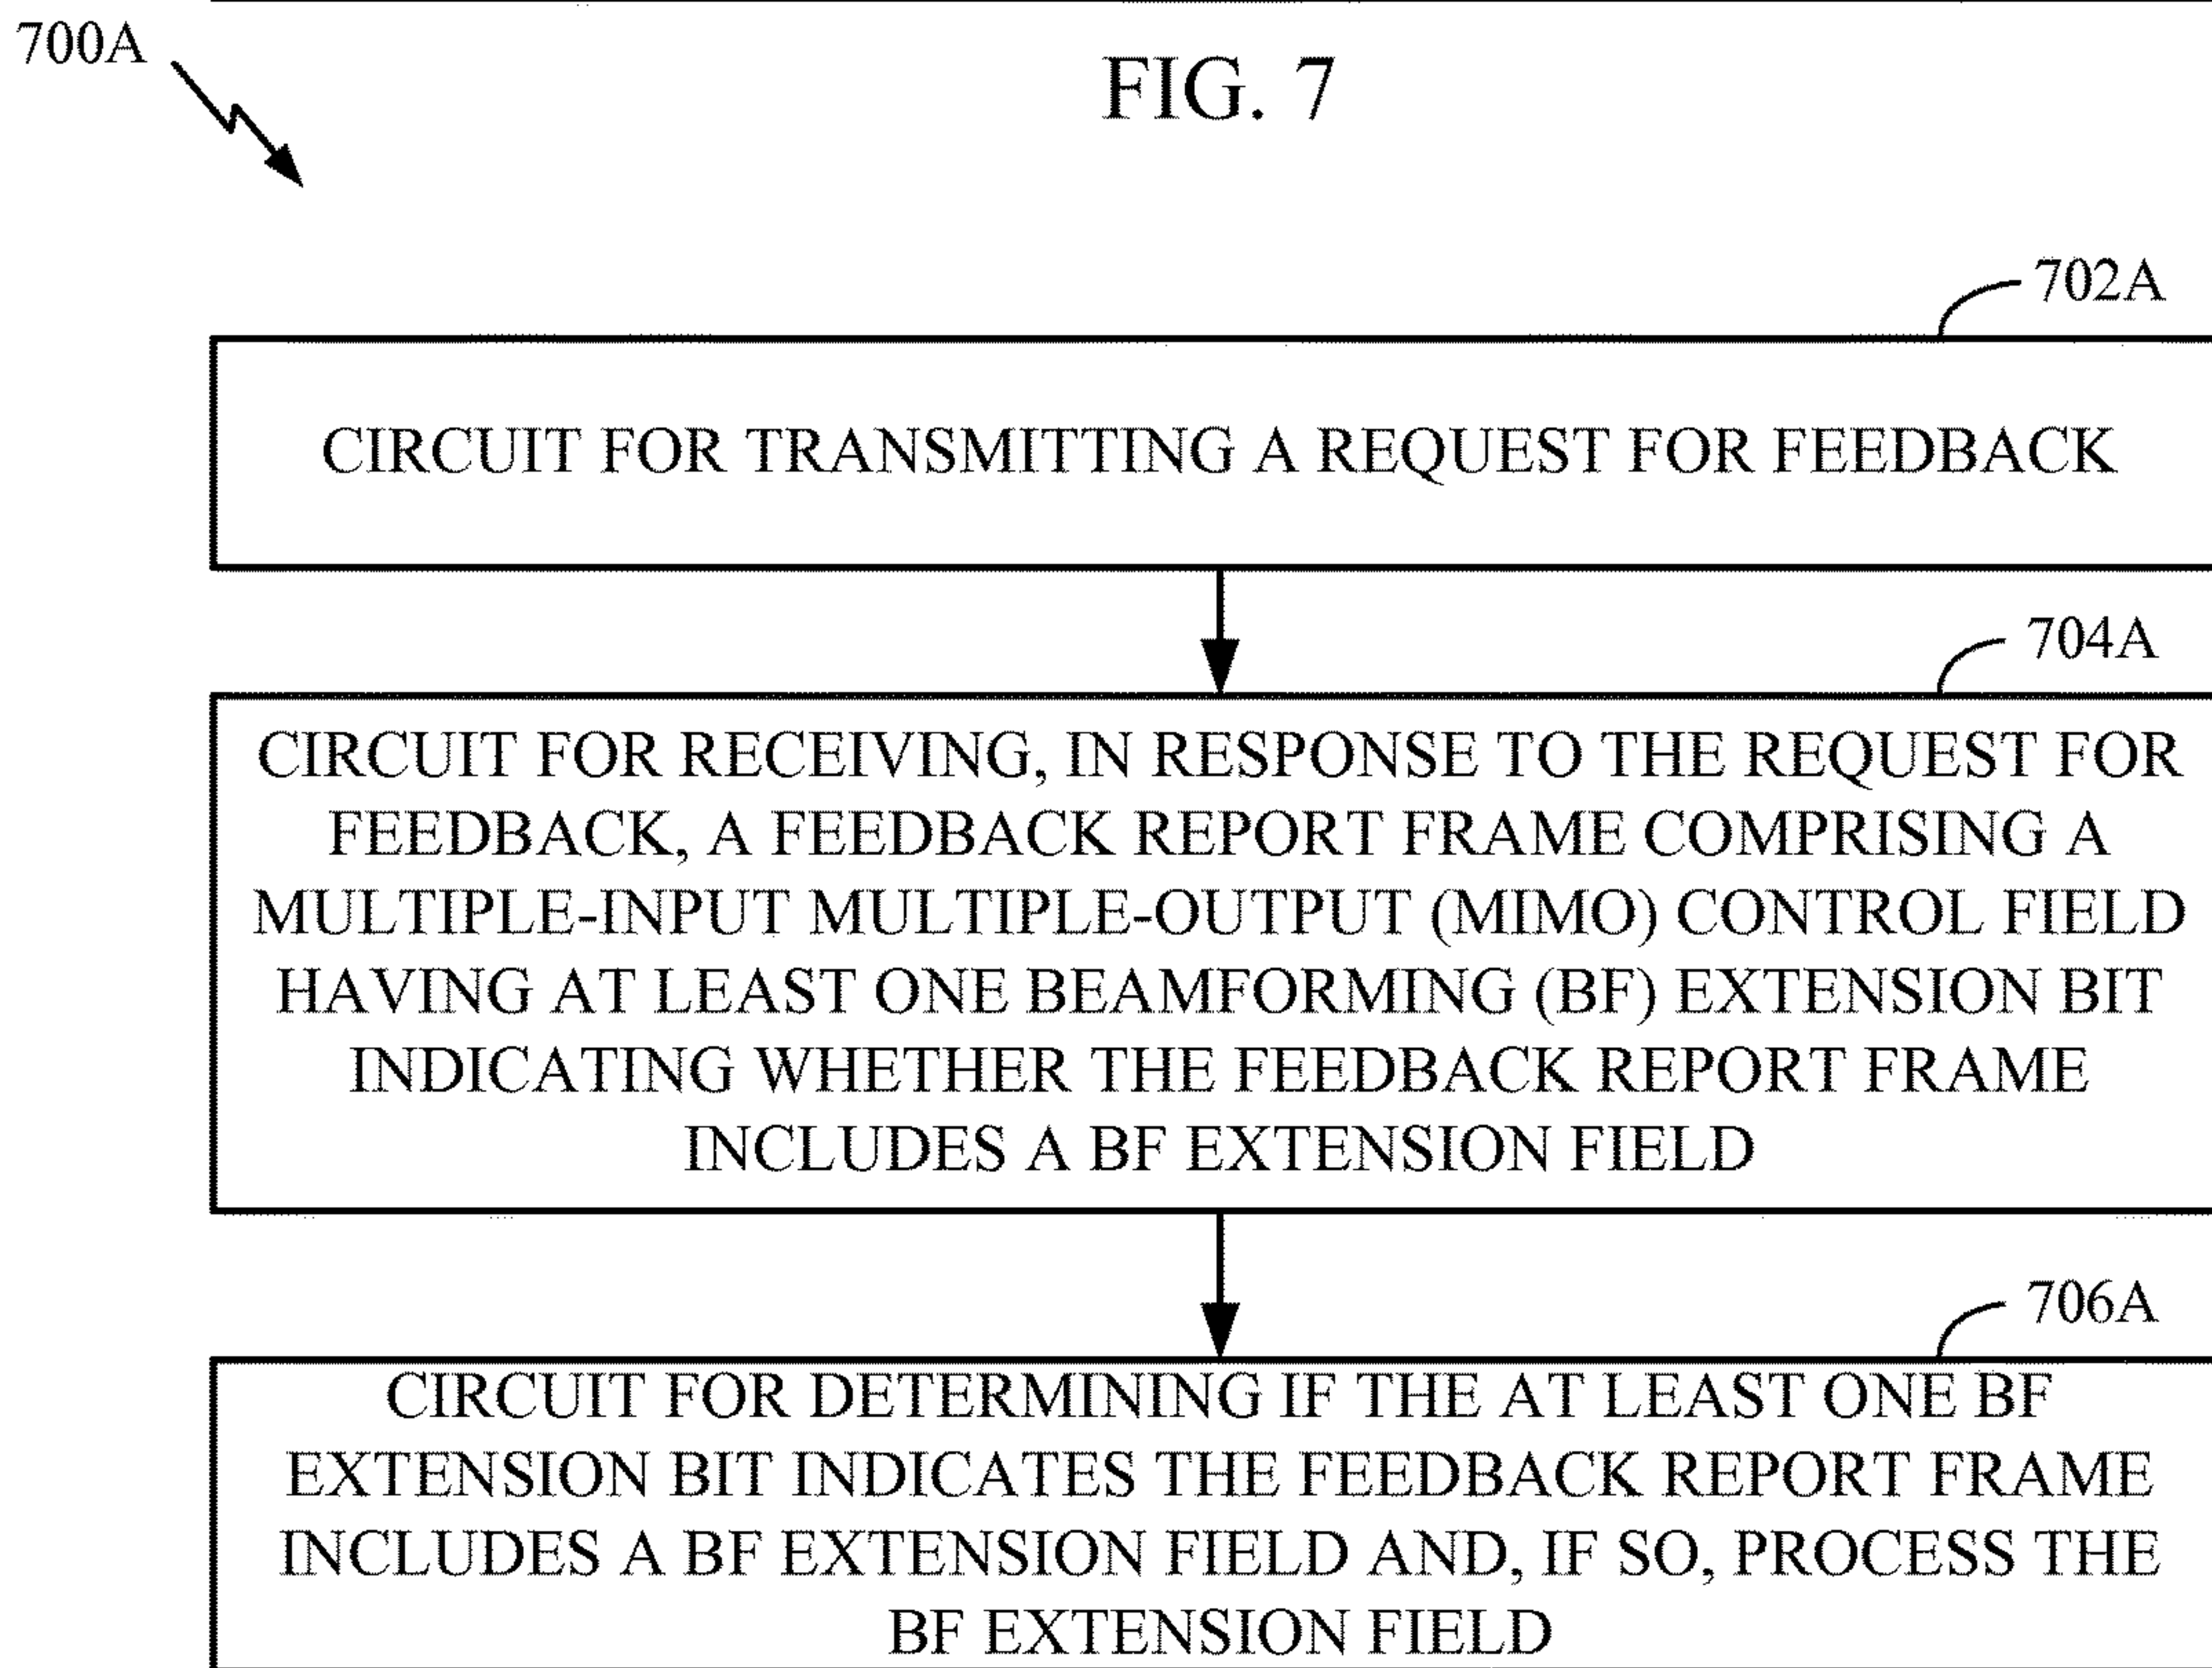 700A
FIG. 7
702A
CIRCUIT FOR TRANSMITTING A REQUEST FOR FEEDBACK
704A
CIRCUIT FOR RECEIVING, IN RESPONSE TO THE REQUEST FOR
FEEDBACK, A FEEDBACK REPORT FRAME COMPRISING A
MULTIPLE-INPUT MULTIPLE-OUTPUT (MIMO) CONTROL FIELD
HAVING AT LEAST ONE BEAMFORMING (BF) EXTENSION BIT
INDICATING WHETHER THE FEEDBACK REPORT FRAME
INCLUDES A BF EXTENSION FIELD
706A
CIRCUIT FOR DETERMINING IF THE AT LEAST ONE BF
EXTENSION BIT INDICATES THE FEEDBACK REPORT FRAME
INCLUDES A BF EXTENSION FIELD AND, IF SO, PROCESS THE
BF EXTENSION FIELD